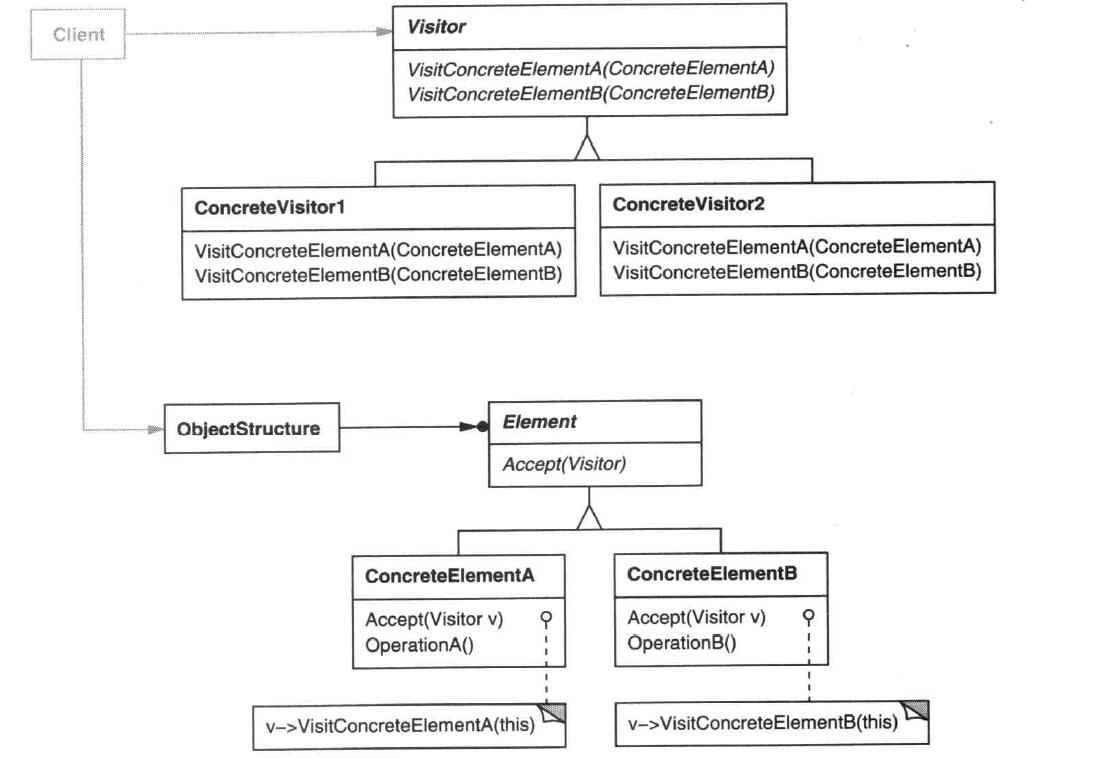 Client
Visitor
VisitConcreteElementA(ConcreteElementA)
VisitConcreteElementB(ConcreteElementB)
ConcreteVisitor1
VisitConcreteElementA(ConcreteElementA)
VisitConcreteElementB(ConcreteElementB)
ConcreteVisitor2
VisitConcreteElementA(ConcreteElementA)
VisitConcreteElementB(ConcreteElementB)
ObjectStructure
Element
Accept(Visitor)
ConcreteElementA
Accept(Visitor v)
OperationA()
ConcreteElementB
Accept(Visitor v)
OperationB()
v–>VisitConcreteElementA(this)
v–>VisitConcreteElementB(this)